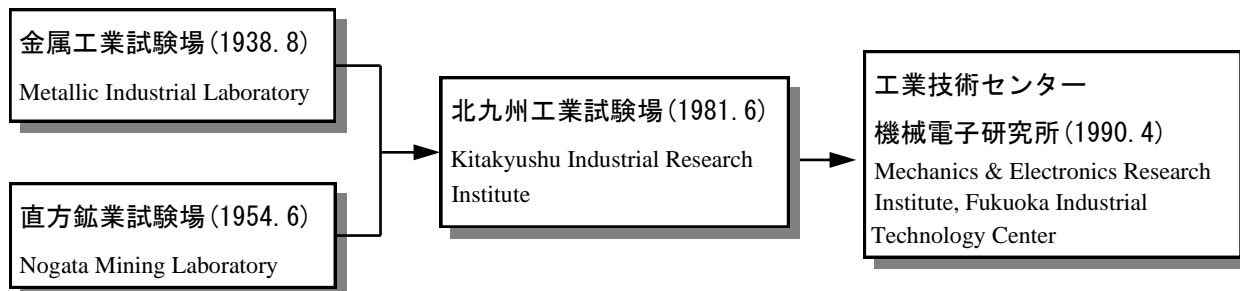 金属工業試験場(1938.8)
Metallic Industrial Laboratory
直方鉱業試験場(1954.6)
Nogata Mining Laboratory
北九州工業試験場(1981.6)
Kitakyushu Industrial Research
Institute
工業技術センター
機械電子研究所(1990.4)
Mechanics & Electronics Research
Institute, Fukuoka Industrial
Technology Center